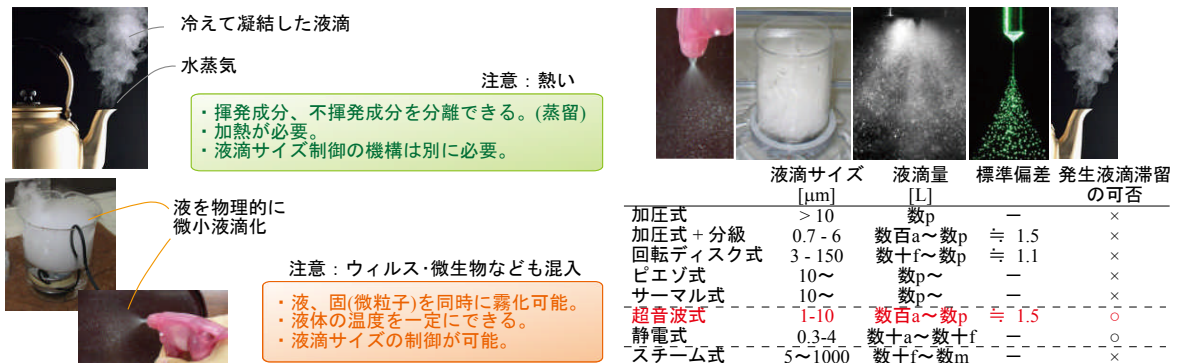 冷えて凝結した液滴
水蒸気
注意：熱い
・揮発成分、不揮発成分を分離できる。(蒸留)
・加熱が必要。
・液滴サイズ制御の機構は別に必要。
液を物理的に
微小液滴化
注意：ウィルス・微生物なども混入
・液、固(微粒子)を同時に霧化可能。
・液体の温度を一定にできる。
・液滴サイズの制御が可能。
液滴サイズ 液滴量 標準偏差 発生液滴滞留
[μm] [L] の可否
加圧式 > 10 数p － ×
加圧式 + 分級 0.7 - 6 数百a～数p ≒ 1.5 ×
回転ディスク式 3 - 150 数十f～数p ≒ 1.1 ×
ピエゾ式 10～ 数p～ － ×
サーマル式 10～ 数p～ － ×
超音波式 1-10 数百a～数p ≒ 1.5 ○
静電式 0.3-4 数十a～数十f － ○
スチーム式 5～1000 数十f～数m － ×